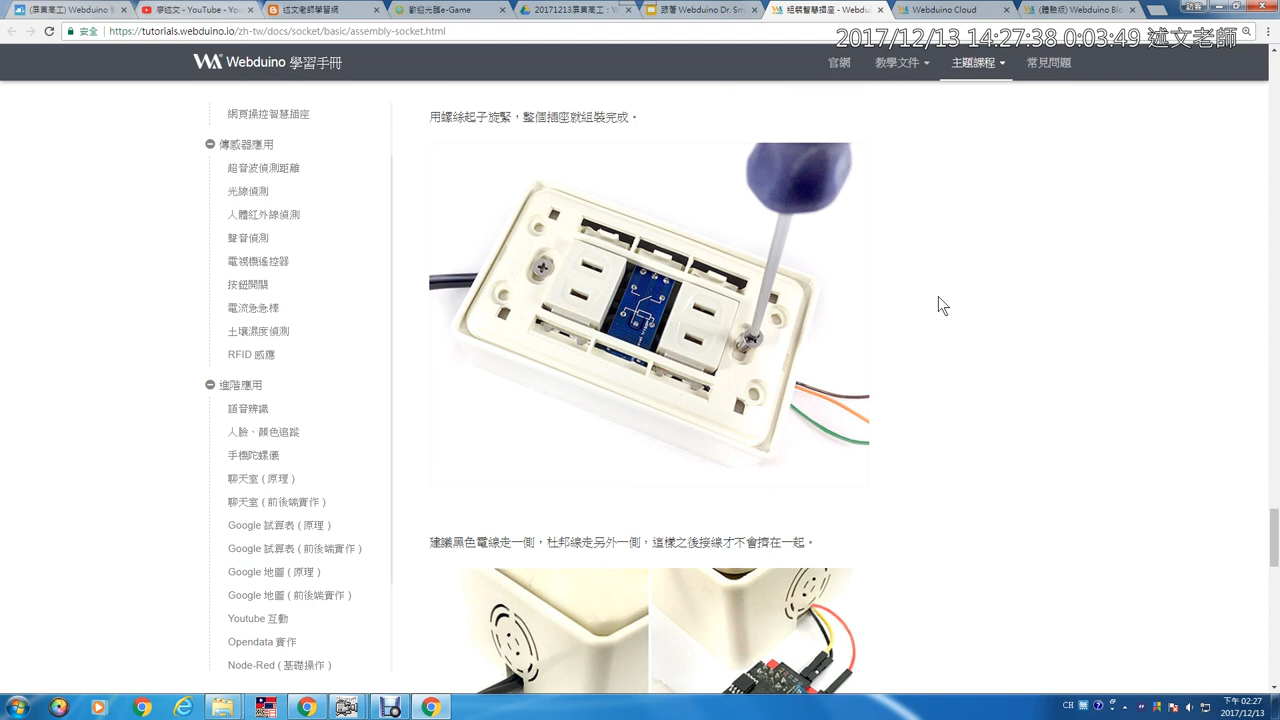 (屏東高工) Webduino
廖述文 - YouTube - Yo
述文老師學習網
歡迎光臨e-Game
20171213屏東高工：W
跟著 Webduino Dr. Sm
組裝智慧插座 - Webdu
Webduino Cloud
(體驗版) Webduino Blo
訪客
安全 https://tutorials.webduino.io/zh-tw/docs/socket/basic/assembly-socket.html
2017/12/13 14:27:38 0:03:49 述文老師
Webduino 學習手冊
官網
教學文件
主題課程
常見問題
網頁操控智慧插座
傳感器應用
超音波偵測距離
光線偵測
人體紅外線偵測
聲音偵測
電視機遙控器
按鈕開關
電流急急棒
土壤濕度偵測
RFID 感應
進階應用
語音辨識
人臉、顏色追蹤
手機陀螺儀
聊天室 ( 原理 )
聊天室 ( 前後端實作 )
Google 試算表 ( 原理 )
Google 試算表 ( 前後端實作 )
Google 地圖 ( 原理 )
Google 地圖 ( 前後端實作 )
Youtube 互動
Opendata 實作
Node-Red ( 基礎操作 )
用螺絲起子旋緊，整個插座就組裝完成。
建議黑色電線走一側，杜邦線走另外一側，這樣之後接線才不會擠在一起。
CH
下午 02:27
2017/12/13